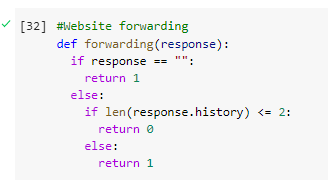 [32] #Website forwarding
def forwarding(response):
  if response == "":
    return 1
  else:
    if len(response.history) <= 2:
      return 0
    else:
      return 1